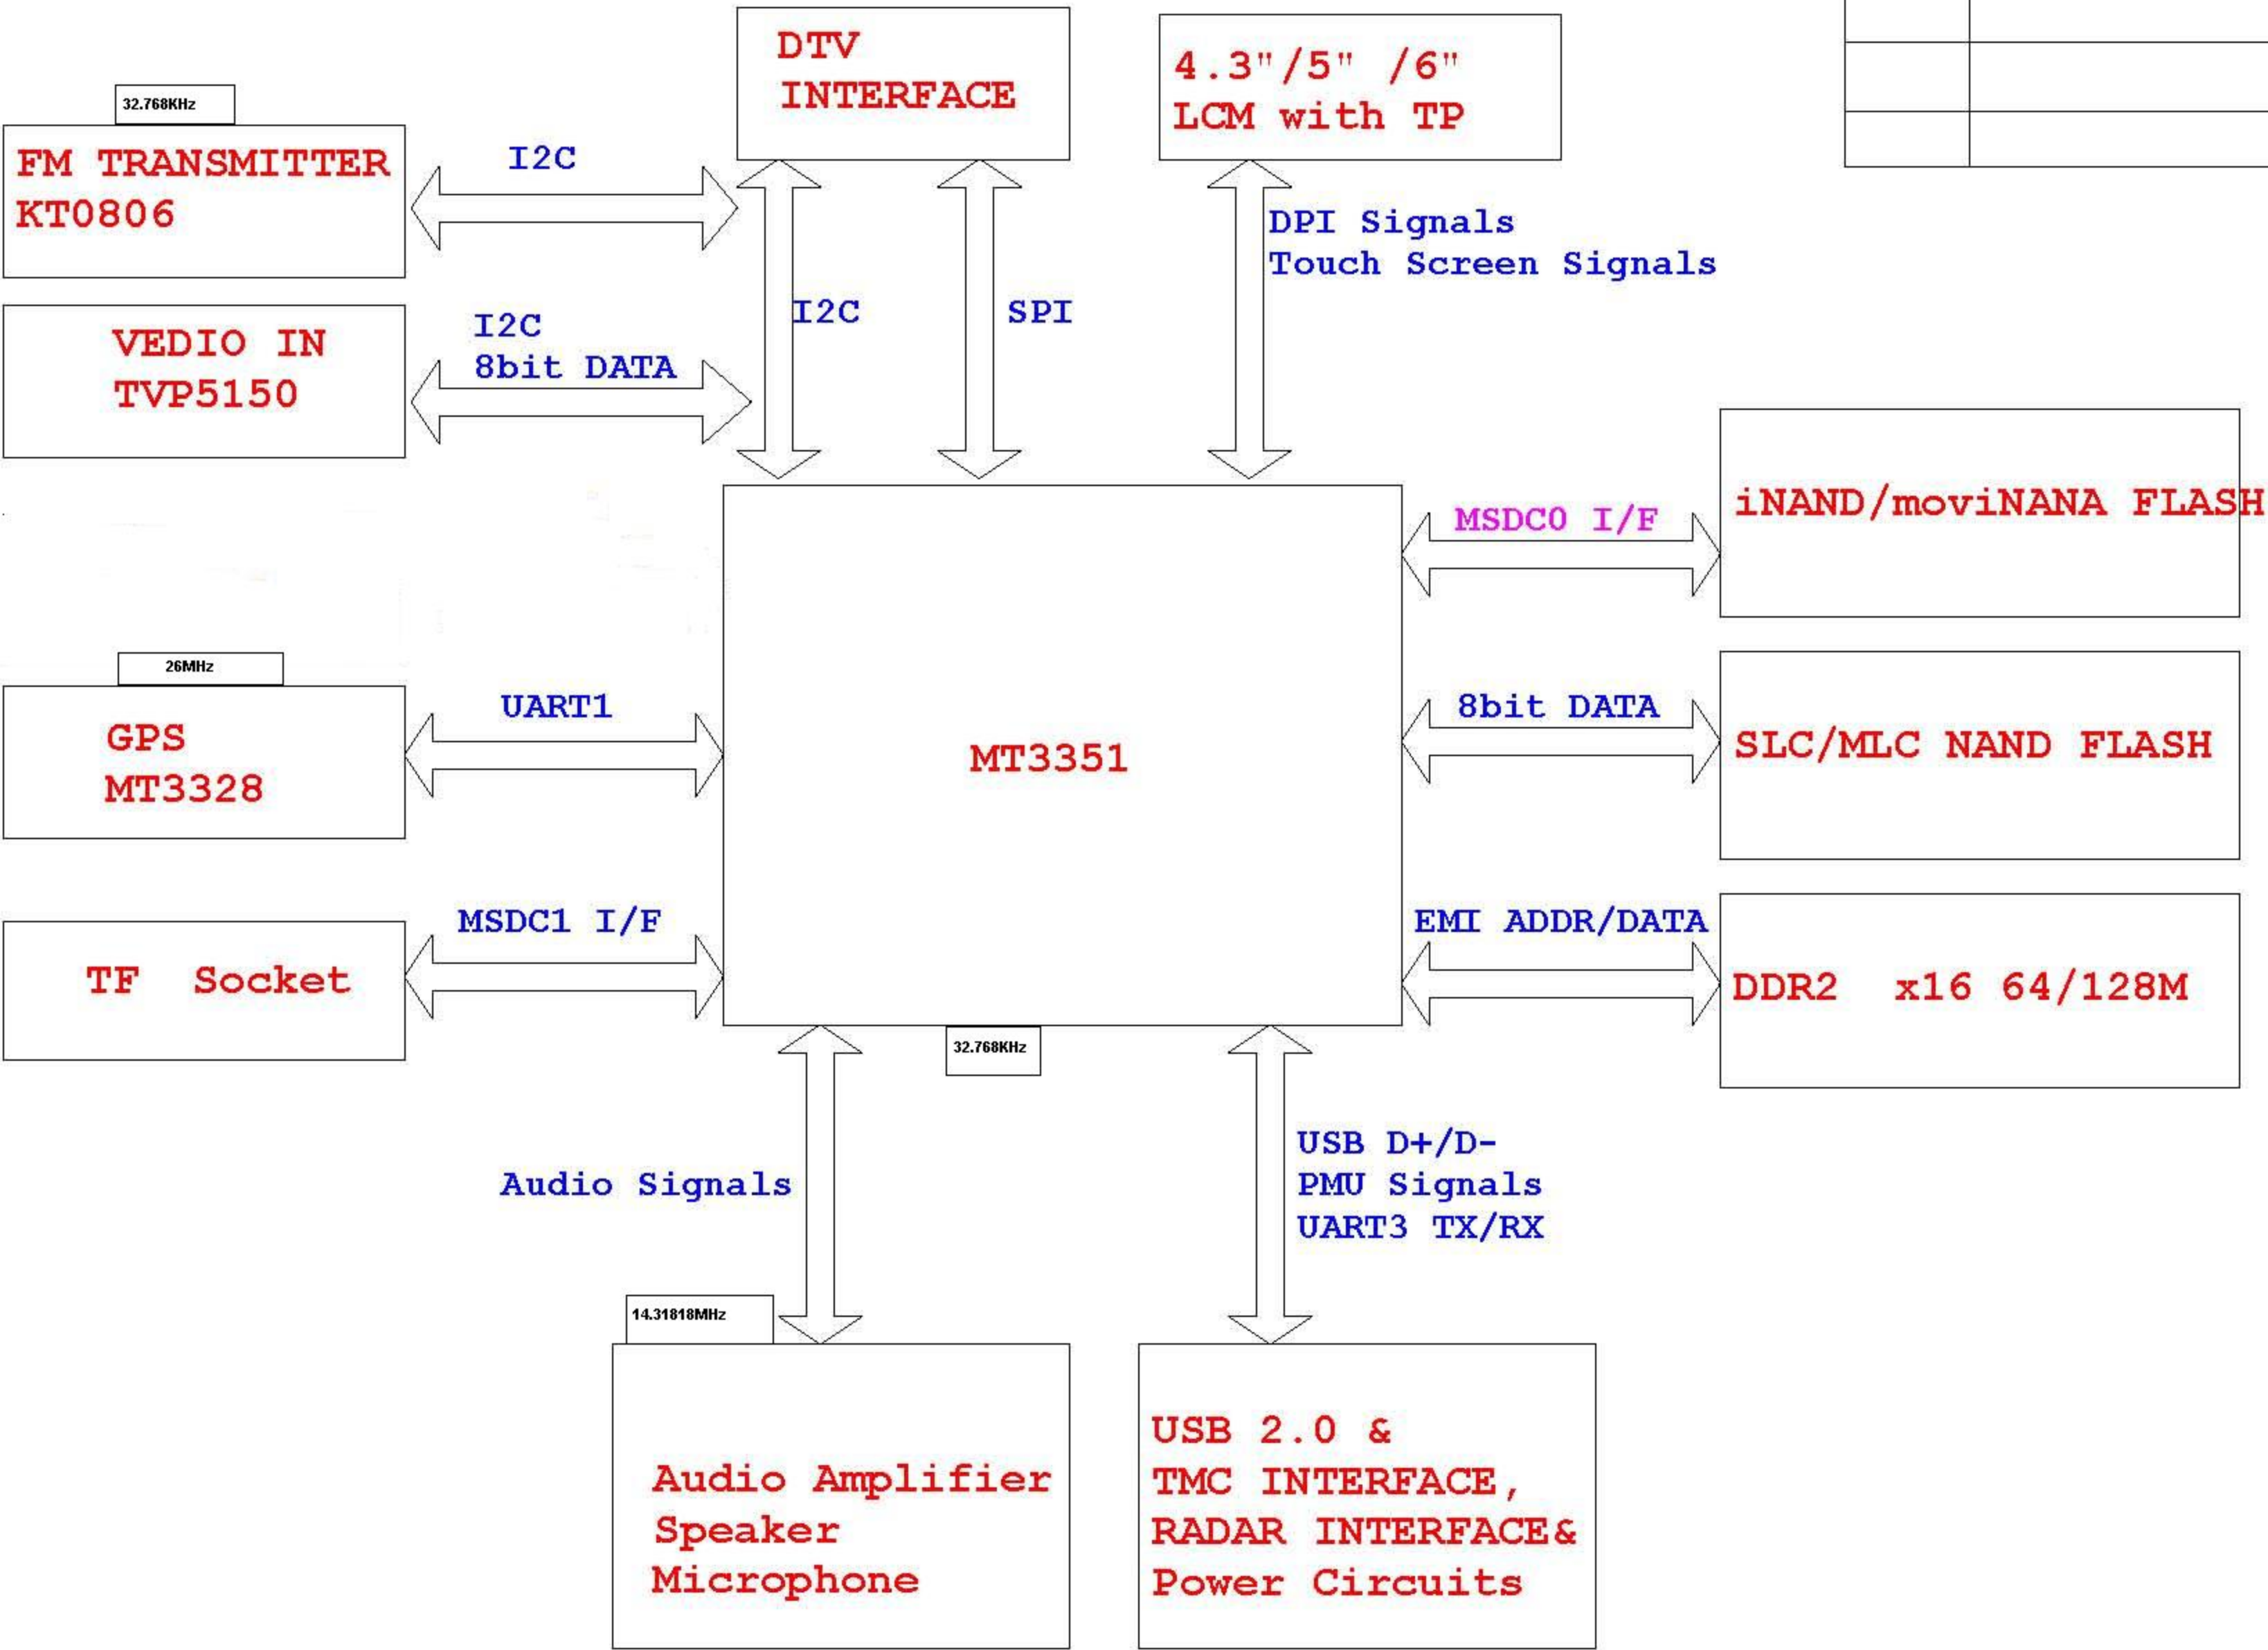 DTV
INTERFACE
4.3"/5" /6"
LCM with TP
32.768KHz
FM TRANSMITTER
KT0806
I2C
DPI Signals
Touch Screen Signals
VEDIO IN
TVP5150
I2C
8bit DATA
I2C
SPI
MSDC0 I/F
iNAND/moviNANA FLASH
26MHz
GPS
MT3328
UART1
MT3351
8bit DATA
SLC/MLC NAND FLASH
TF Socket
MSDC1 I/F
EMI ADDR/DATA
DDR2 x16 64/128M
32.768KHz
Audio Signals
USB D+/D-
PMU Signals
UART3 TX/RX
14.31818MHz
Audio Amplifier
Speaker
Microphone
USB 2.0 &
TMC INTERFACE,
RADAR INTERFACE&
Power Circuits